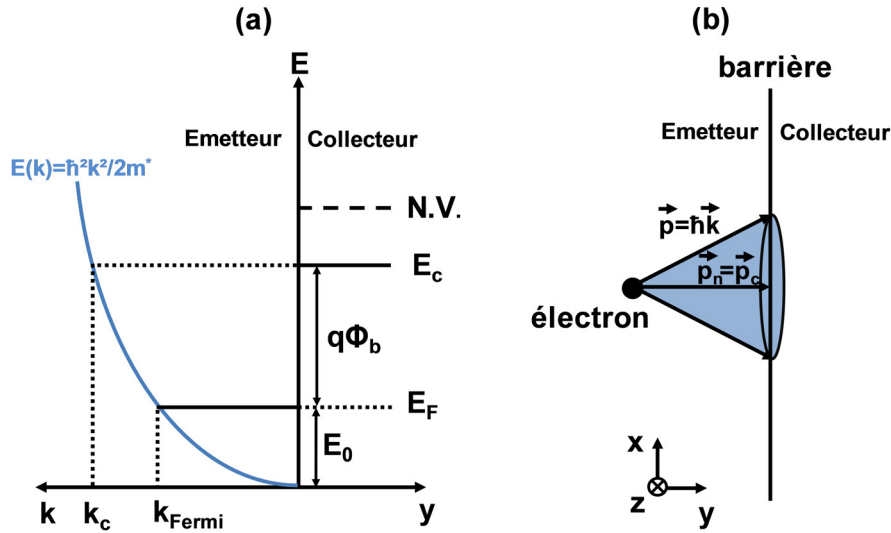 (a)
E
Emetteur
Collecteur
E(k)=ħ²k²/2m*
N.V.
E_c
qΦ_b
E_F
E_0
k
k_c
k_Fermi
y
(b)
barrière
Emetteur
Collecteur
p⃗=ħk⃗
p⃗_n=p⃗_c
électron
x
z
y